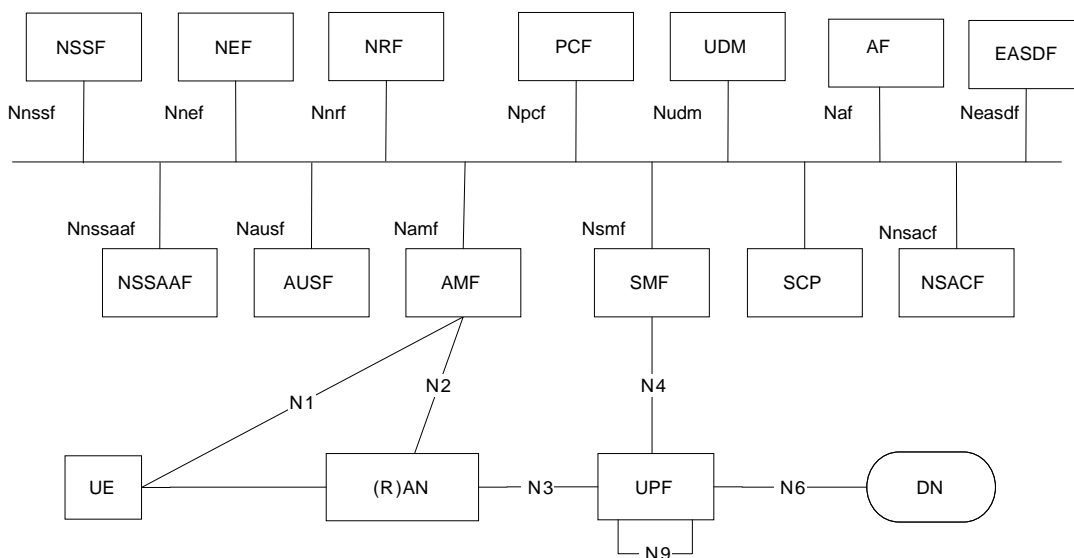 NSSF
NEF
NRF
PCF
UDM
AF
EASDF
Nnssf
Nnef
Nnrf
Npcf
Nudm
Naf
Neasdf
Nnssaaf
Nausf
Namf
Nsmf
Nnsacf
NSSAAF
AUSF
AMF
SMF
SCP
NSACF
N1
N2
N4
UE
(R)AN
N3
UPF
N6
DN
N9